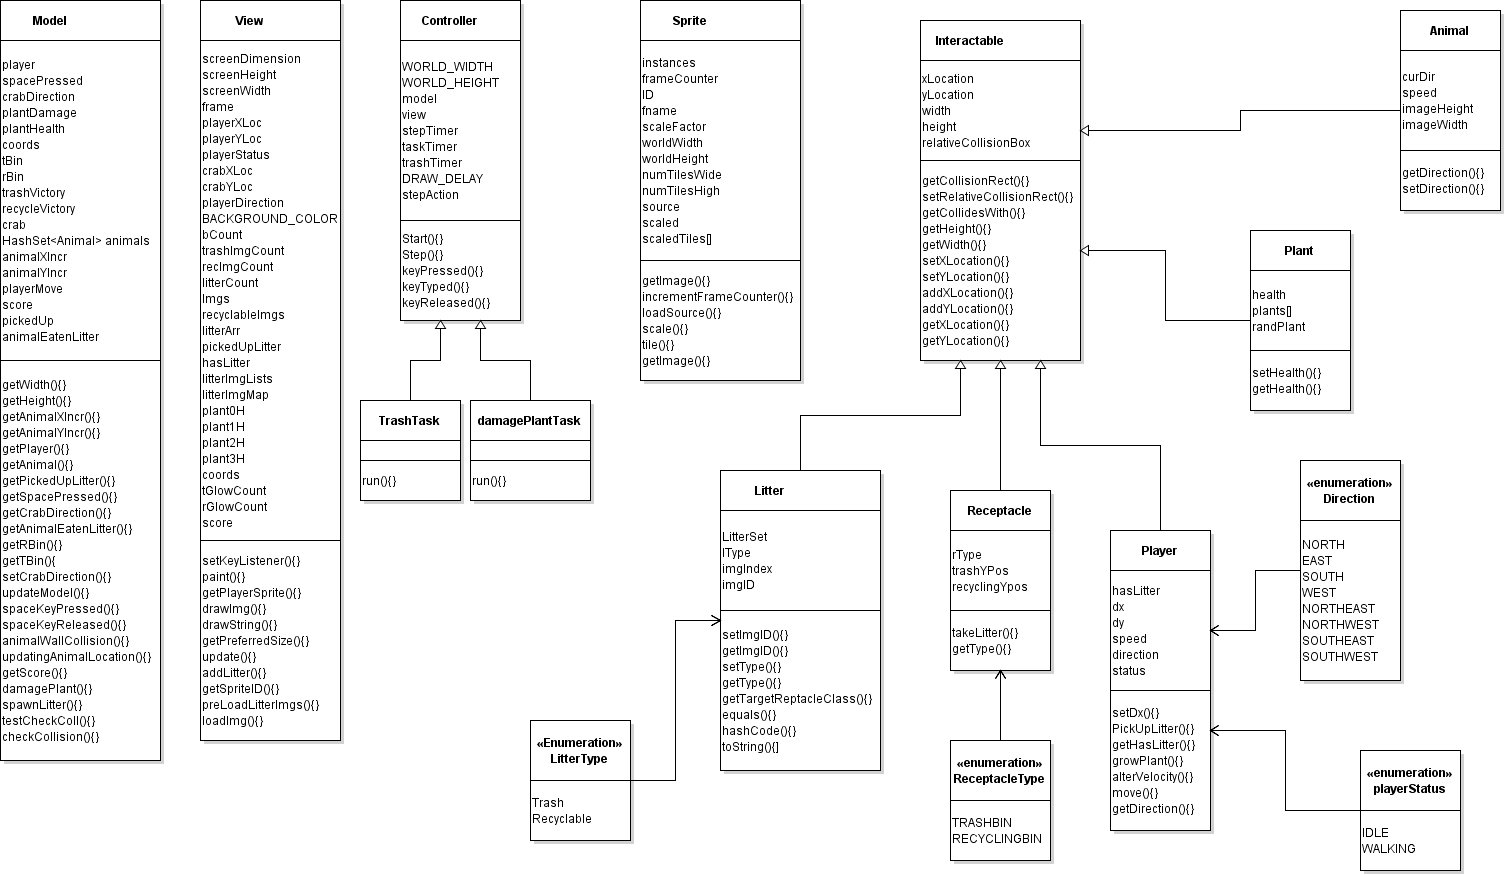 Model
player
spacePressed
crabDirection
plantDamage
plantHealth
coords
tBin
rBin
trashVictory
recycleVictory
crab
HashSet<Animal> animals
animalXIncr
animalYIncr
playerMove
score
pickedUp
animalEatenLitter
getWidth(){}
getHeight(){}
getAnimalXIncr(){}
getAnimalYIncr(){}
getPlayer(){}
getAnimal(){}
getPickedUpLitter(){}
getSpacePressed(){}
getCrabDirection(){}
getAnimalEatenLitter(){}
getRBin(){}
getTBin(){
setCrabDirection(){}
updateModel(){}
spaceKeyPressed(){}
spaceKeyReleased(){}
animalWallCollision(){}
updatingAnimalLocation(){}
getScore(){}
damagePlant(){}
spawnLitter(){}
testCheckColl(){}
checkCollision(){}
View
screenDimension
screenHeight
screenWidth
frame
playerXLoc
playerYLoc
playerStatus
crabXLoc
crabYLoc
playerDirection
BACKGROUND_COLOR
bCount
trashImgCount
recImgCount
litterCount
Imgs
recyclableImgs
litterArr
pickedUpLitter
hasLitter
litterImgLists
litterImgMap
plant0H
plant1H
plant2H
plant3H
coords
tGlowCount
rGlowCount
score
setKeyListener(){}
paint(){}
getPlayerSprite(){}
drawImg(){}
drawString(){}
getPreferredSize(){}
update(){}
addLitter(){}
getSpriteID(){}
preLoadLitterImgs(){}
loadImg(){}
Controller
WORLD_WIDTH
WORLD_HEIGHT
model
view
stepTimer
taskTimer
trashTimer
DRAW_DELAY
stepAction
Start(){}
Step(){}
keyPressed(){}
keyTyped(){}
keyReleased(){}
TrashTask
run(){}
damagePlantTask
run(){}
Sprite
instances
frameCounter
ID
fname
scaleFactor
worldWidth
worldHeight
numTilesWide
numTilesHigh
source
scaled
scaledTiles[]
getImage(){}
incrementFrameCounter(){}
loadSource(){}
scale(){}
tile(){}
getImage(){}
Interactable
xLocation
yLocation
width
height
relativeCollisionBox
getCollisionRect(){}
setRelativeCollisionRect(){}
getCollidesWith(){}
getHeight(){}
getWidth(){}
setXLocation(){}
setYLocation(){}
addXLocation(){}
addYLocation(){}
getXLocation(){}
getYLocation(){}
Animal
curDir
speed
imageHeight
imageWidth
getDirection(){}
setDirection(){}
Plant
health
plants[]
randPlant
setHealth(){}
getHealth(){}
Litter
LitterSet
lType
imgIndex
imgID
setImgID(){}
getImgID(){}
setType(){}
getType(){}
getTargetReptacleClass(){}
equals(){}
hashCode(){}
toString(){]
«Enumeration»
LitterType
Trash
Recyclable
Receptacle
rType
trashYPos
recyclingYpos
takeLitter(){}
getType(){}
«enumeration»
ReceptacleType
TRASHBIN
RECYCLINGBIN
Player
hasLitter
dx
dy
speed
direction
status
setDx(){}
PickUpLitter(){}
getHasLitter(){}
growPlant(){}
alterVelocity(){}
move(){}
getDirection(){}
«enumeration»
Direction
NORTH
EAST
SOUTH
WEST
NORTHEAST
NORTHWEST
SOUTHEAST
SOUTHWEST
«enumeration»
playerStatus
IDLE
WALKING